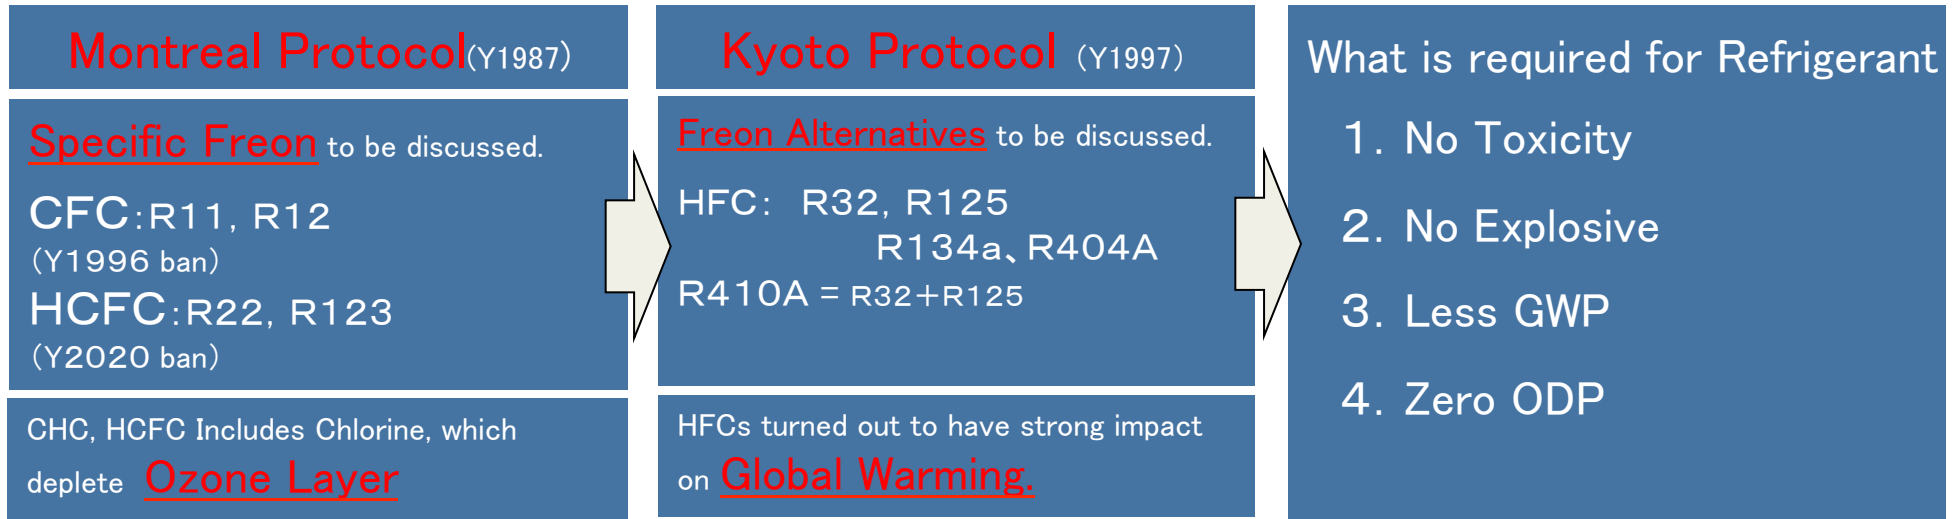 Montreal Protocol(Y1987)
Specific Freon to be discussed.
CFC:R11, R12
(Y1996 ban)
HCFC:R22, R123
(Y2020 ban)
CHC, HCFC Includes Chlorine, which
deplete Ozone Layer
Kyoto Protocol (Y1997)
Freon Alternatives to be discussed.
HFC: R32, R125
R134a、R404A
R410A = R32+R125
HFCs turned out to have strong impact
on Global Warming.
What is required for Refrigerant
1. No Toxicity
2. No Explosive
3. Less GWP
4. Zero ODP